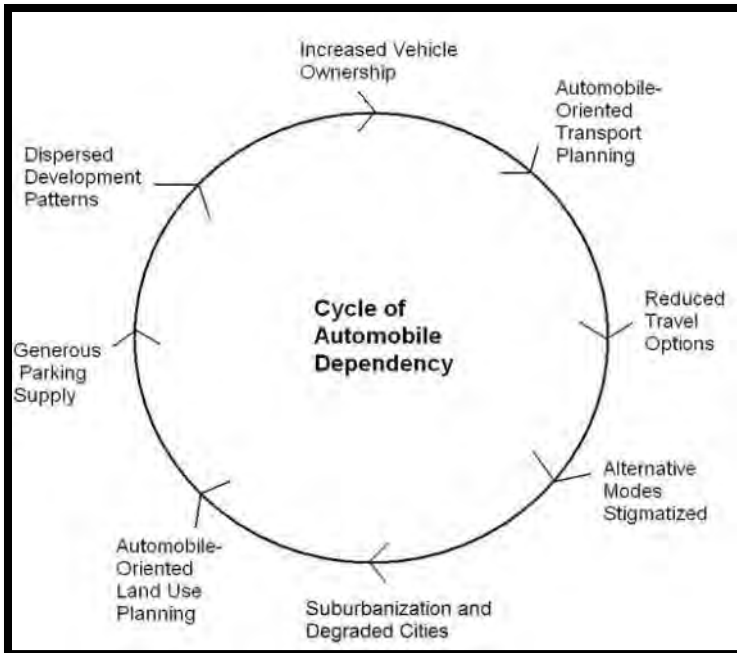 Increased Vehicle
Ownership
Automobile-
Oriented
Transport
Planning
Reduced
Travel
Options
Alternative
Modes
Stigmatized
Suburbanization and
Degraded Cities
Automobile-
Oriented
Land Use
Planning
Generous
Parking
Supply
Dispersed
Development
Patterns
Cycle of
Automobile
Dependency